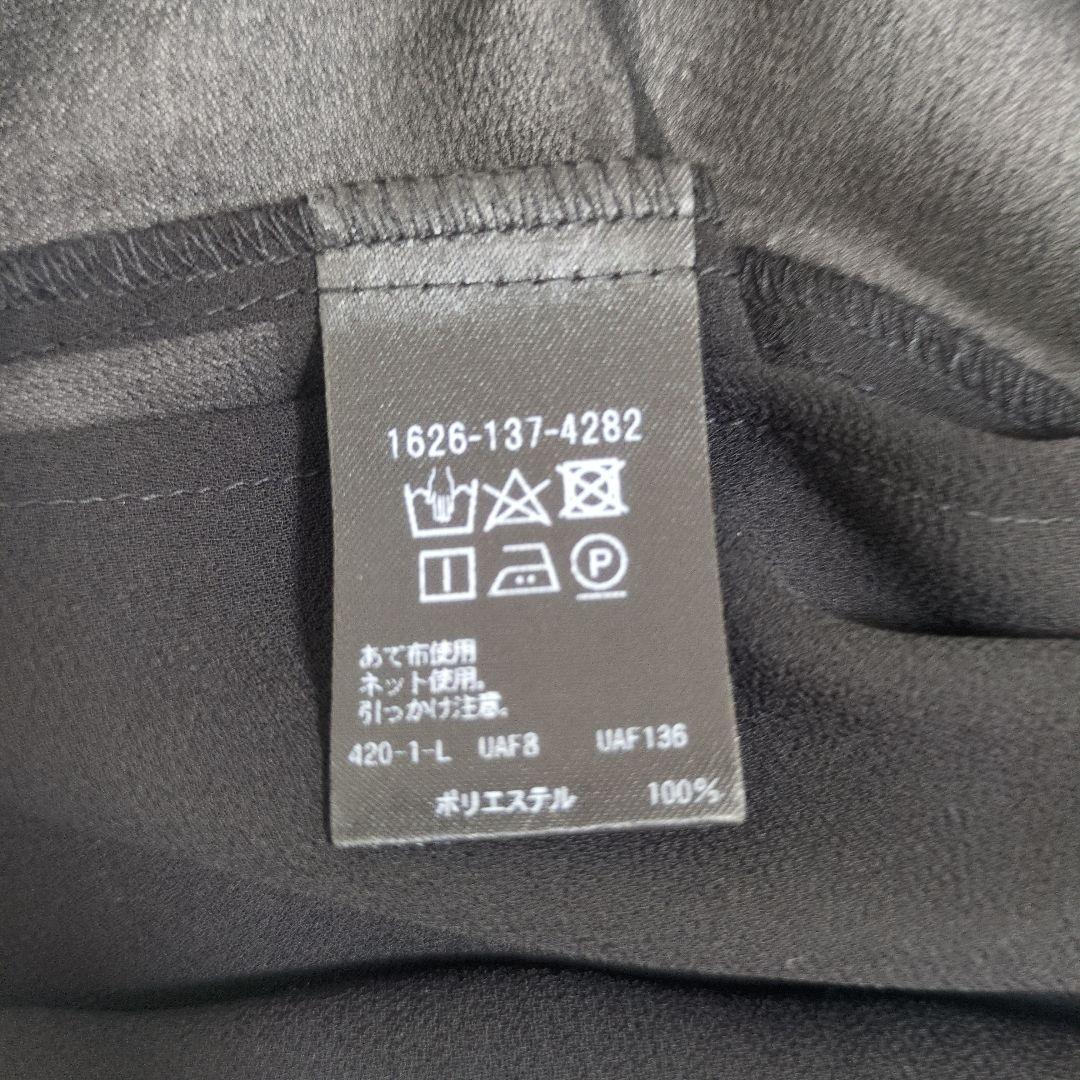 1626-137-4282
P
あて布使用
ネット使用。
引っかけ注意。
420-1-L UAF8 UAF136
ポリエステル 100%